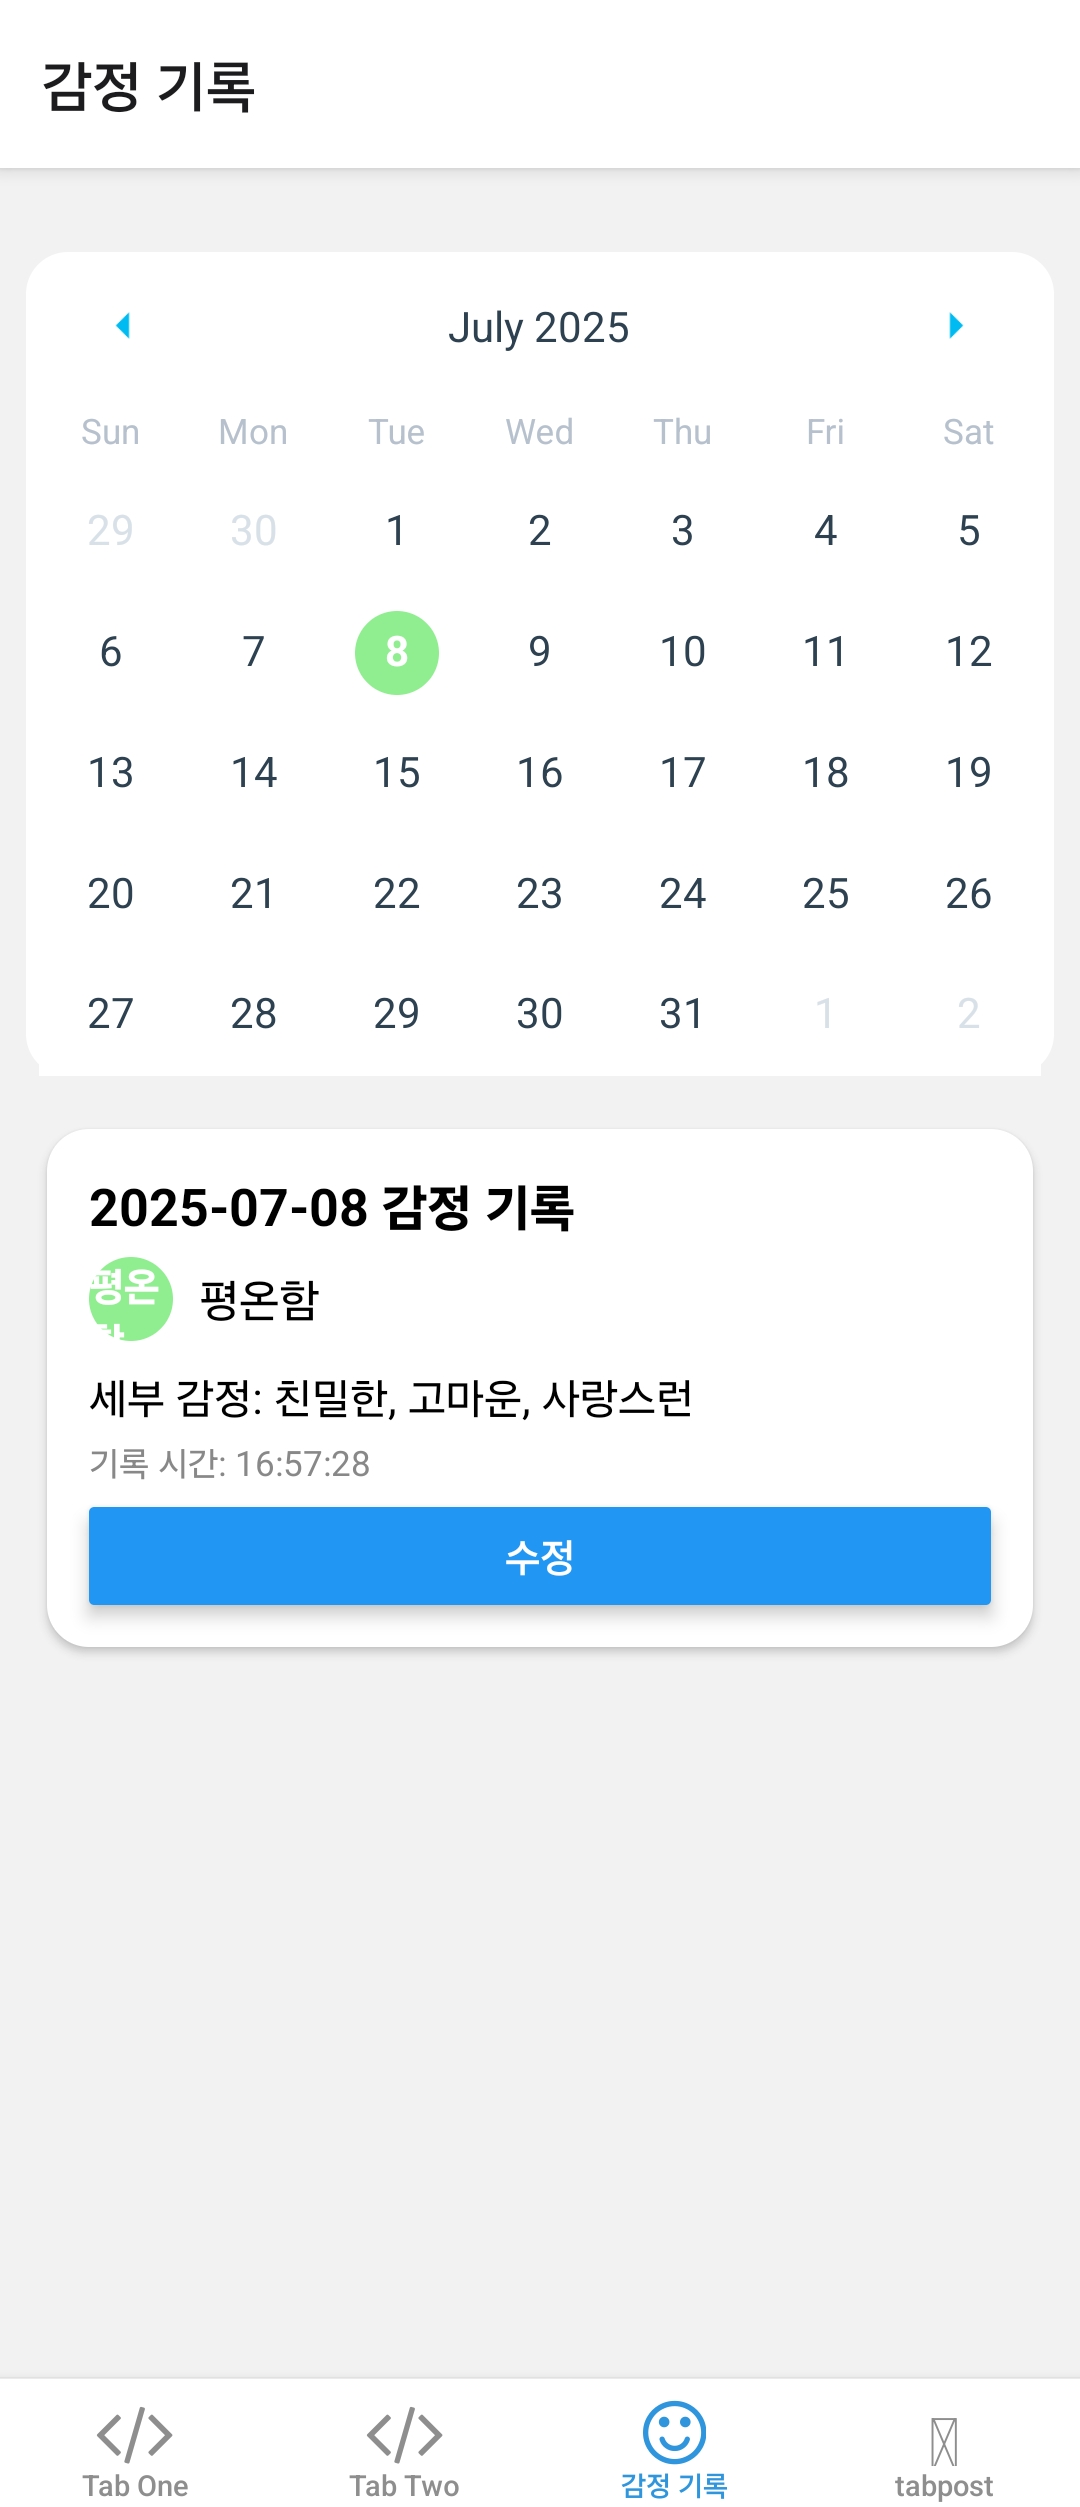 감정 기록
July 2025
Sun Mon Tue Wed Thu Fri Sat
29 30 1 2 3 4 5
6 7 8 9 10 11 12
13 14 15 16 17 18 19
20 21 22 23 24 25 26
27 28 29 30 31 1 2
2025-07-08 감정 기록
평온
평온함
세부 감정: 친밀한, 고마운, 사랑스런
기록 시간: 16:57:28
수정
Tab One Tab Two 감정 기록 tabpost